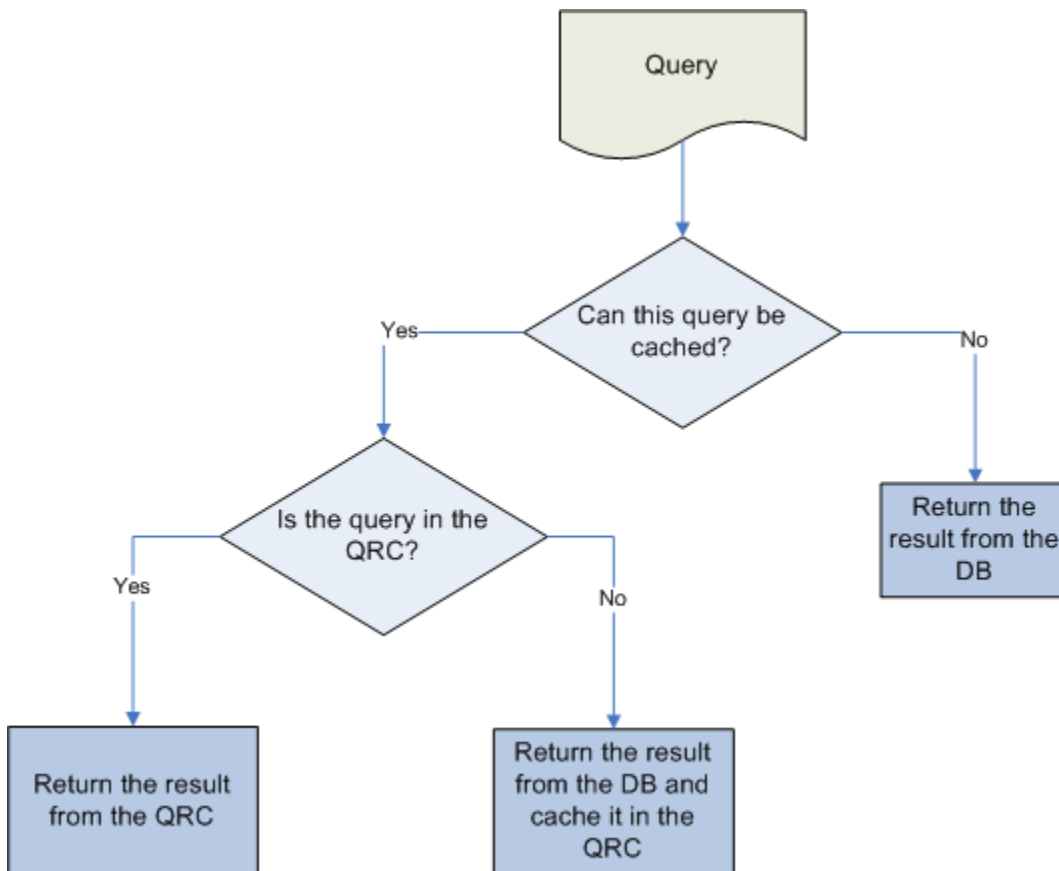 Query
Can this query be
cached?
Yes
No
Is the query in the
QRC?
Return the
result from the
DB
Yes
No
Return the result
from the QRC
Return the result
from the DB and
cache it in the
QRC